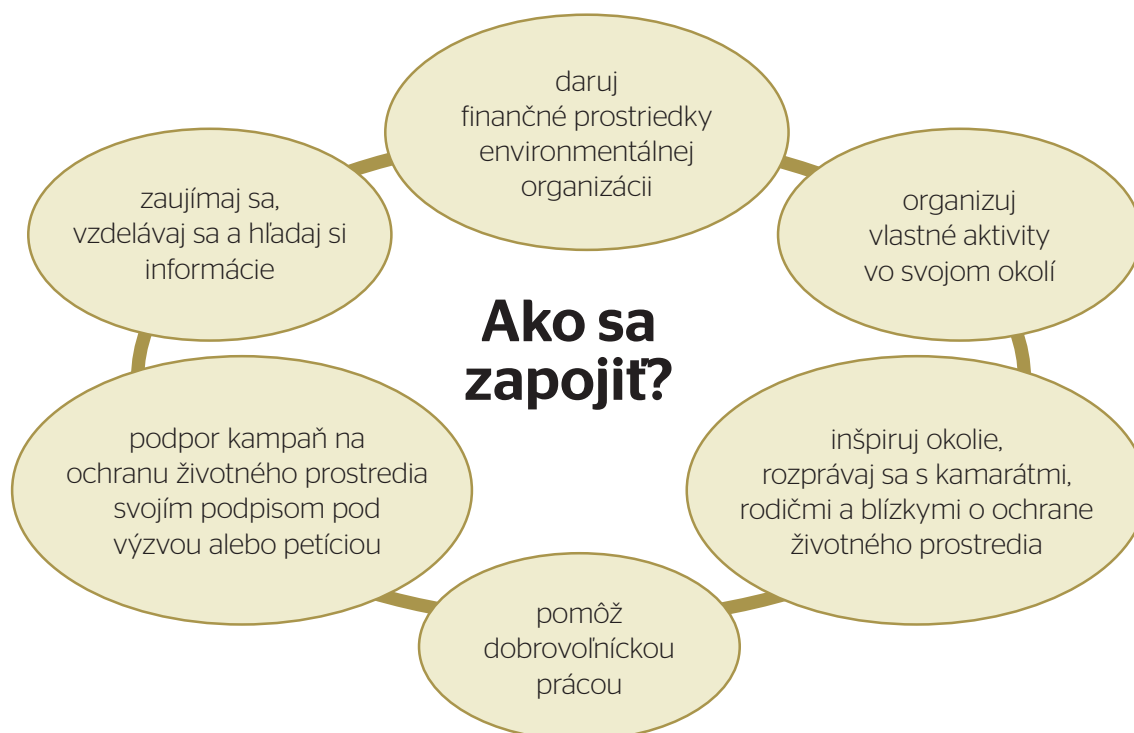 daruj
finančné prostriedky
environmentálnej
organizácii
zaujímaj sa,
vzdelávaj sa a hľadaj si
informácie
organizuj
vlastné aktivity
vo svojom okolí
Ako sa
zapojiť?
podpor kampaň na
ochranu životného prostredia
svojím podpisom pod
výzvou alebo petíciou
inšpiruj okolie,
rozprávaj sa s kamarátmi,
rodičmi a blízkymi o ochrane
životného prostredia
pomôž
dobrovoľníckou
prácou